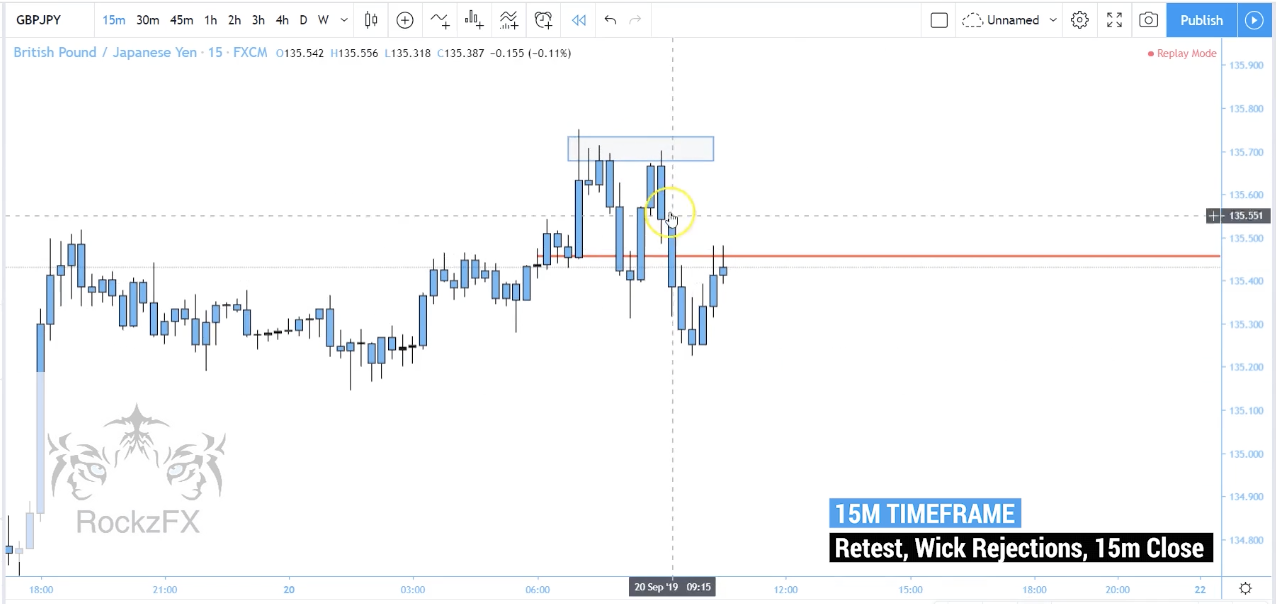 GBPJPY 15m 30m 45m 1h 2h 3h 4h D W Unnamed Publish
British Pound / Japanese Yen · 15 · FXCM O135.542 H135.556 L135.318 C135.387 -0.155 (-0.11%)
Replay Mode
135.900
135.800
135.700
135.600
135.551
135.500
135.400
135.300
135.200
135.100
135.000
134.900
134.800
RockzFX
15M TIMEFRAME
Retest, Wick Rejections, 15m Close
18:00 21:00 20 03:00 06:00 20 Sep '19 09:15 12:00 15:00 18:00 20:00 22